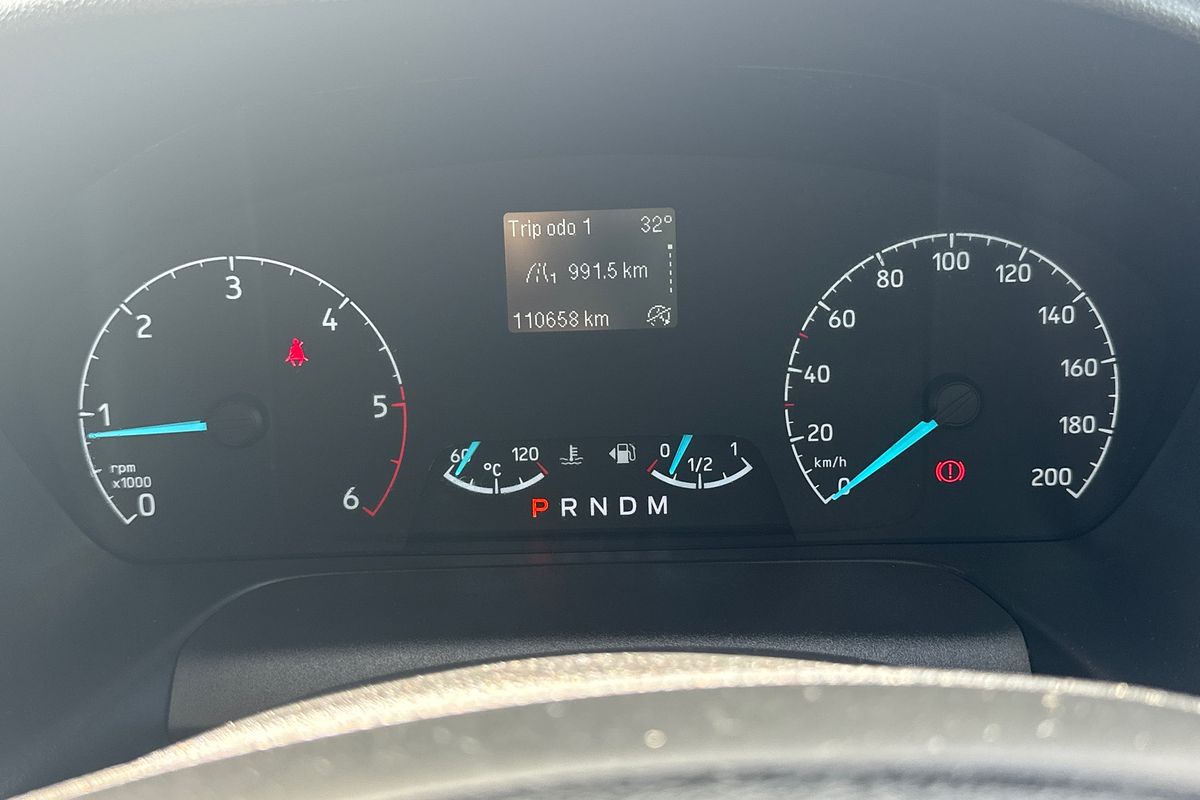 Trip odo 1 32°
1 991.5 km
110658 km
0 1 2 3 4 5 6
rpm
x1000
60 °C 120
0 1/2 1
P R N D M
0 20 40 60 80 100 120 140 160 180 200
km/h